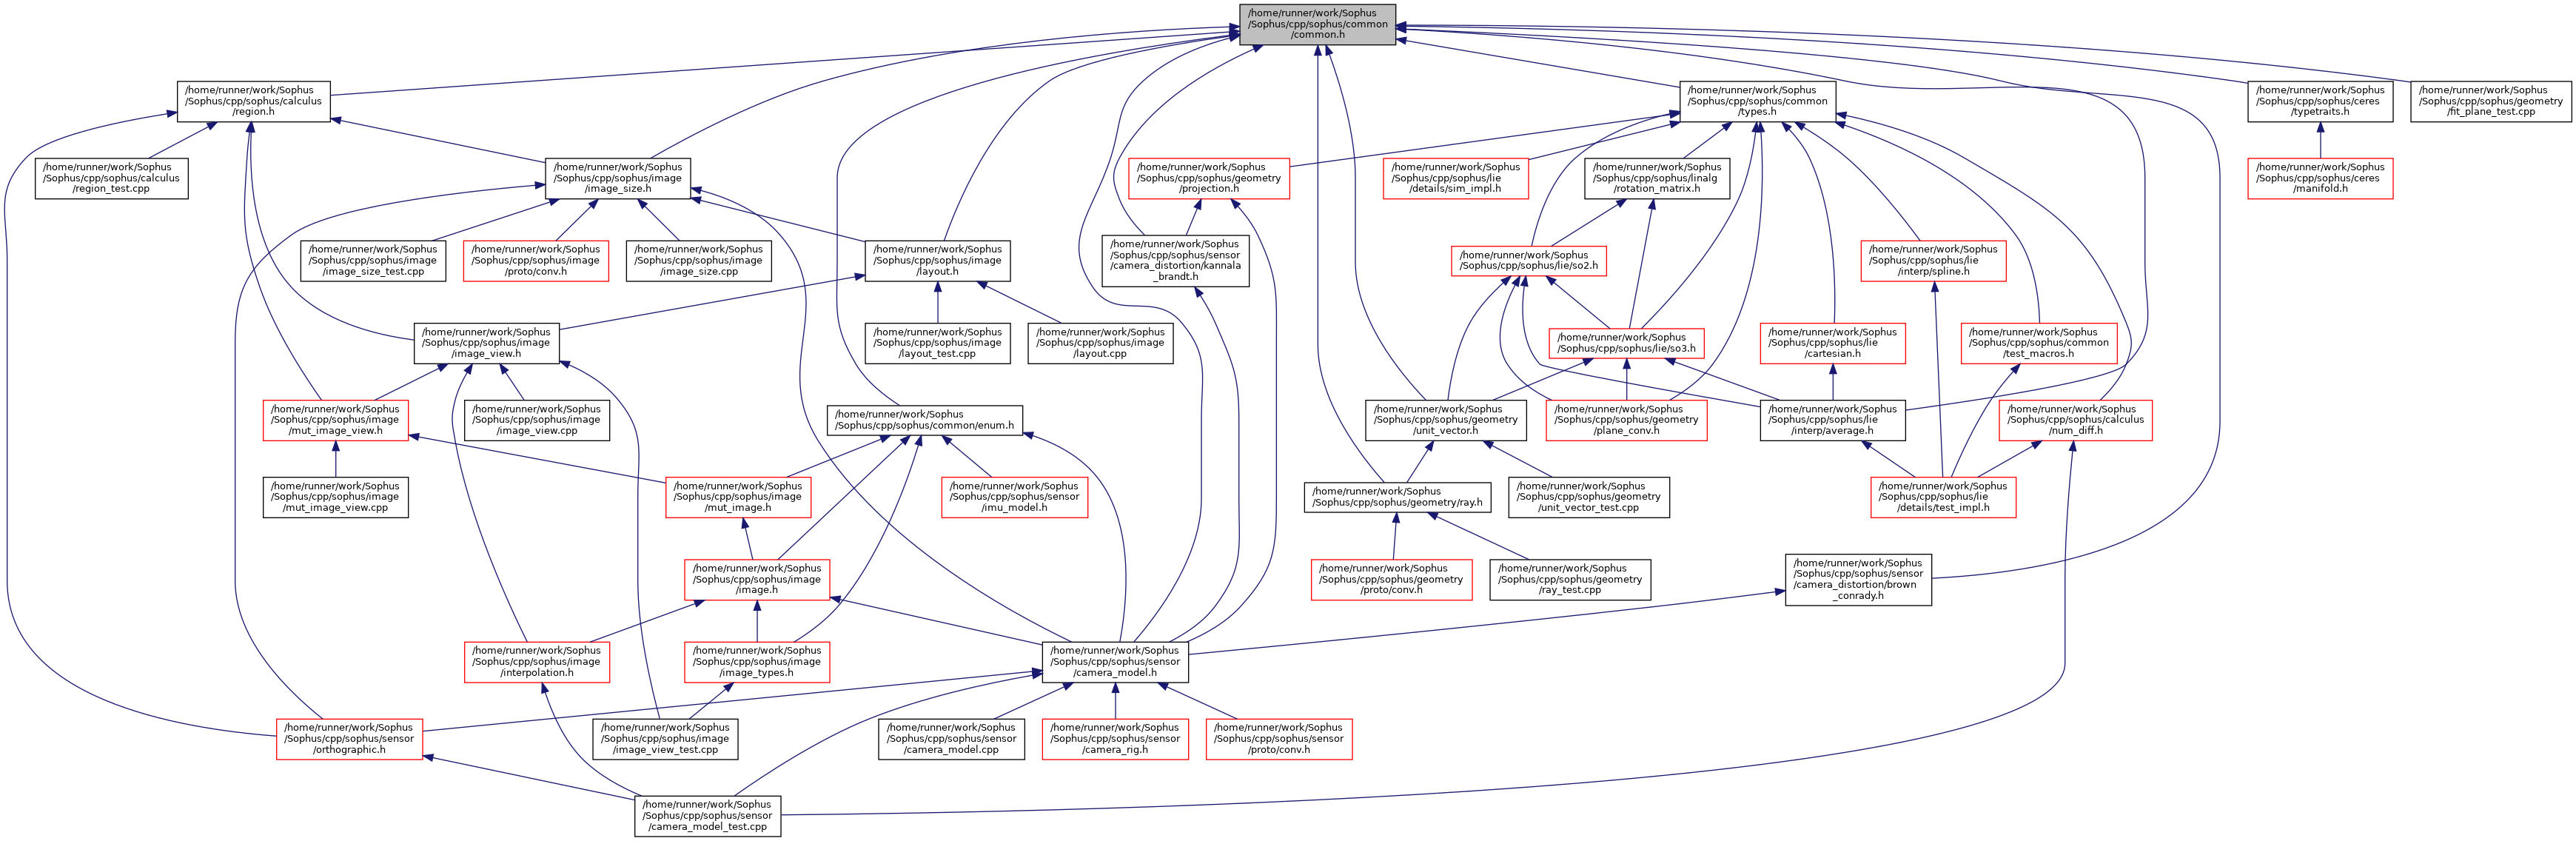 /home/runner/work/Sophus
/Sophus/cpp/sophus/common
/common.h
/home/runner/work/Sophus
/Sophus/cpp/sophus/calculus
/region.h
/home/runner/work/Sophus
/Sophus/cpp/sophus/common
/types.h
/home/runner/work/Sophus
/Sophus/cpp/sophus/ceres
/typetraits.h
/home/runner/work/Sophus
/Sophus/cpp/sophus/geometry
/fit_plane_test.cpp
/home/runner/work/Sophus
/Sophus/cpp/sophus/calculus
/region_test.cpp
/home/runner/work/Sophus
/Sophus/cpp/sophus/image
/image_size.h
/home/runner/work/Sophus
/Sophus/cpp/sophus/geometry
/projection.h
/home/runner/work/Sophus
/Sophus/cpp/sophus/lie
/details/sim_impl.h
/home/runner/work/Sophus
/Sophus/cpp/sophus/linalg
/rotation_matrix.h
/home/runner/work/Sophus
/Sophus/cpp/sophus/ceres
/manifold.h
/home/runner/work/Sophus
/Sophus/cpp/sophus/image
/image_size_test.cpp
/home/runner/work/Sophus
/Sophus/cpp/sophus/image
/proto/conv.h
/home/runner/work/Sophus
/Sophus/cpp/sophus/image
/image_size.cpp
/home/runner/work/Sophus
/Sophus/cpp/sophus/image
/layout.h
/home/runner/work/Sophus
/Sophus/cpp/sophus/sensor
/camera_distortion/kannala
_brandt.h
/home/runner/work/Sophus
/Sophus/cpp/sophus/lie/so2.h
/home/runner/work/Sophus
/Sophus/cpp/sophus/lie
/interp/spline.h
/home/runner/work/Sophus
/Sophus/cpp/sophus/image
/image_view.h
/home/runner/work/Sophus
/Sophus/cpp/sophus/image
/layout_test.cpp
/home/runner/work/Sophus
/Sophus/cpp/sophus/image
/layout.cpp
/home/runner/work/Sophus
/Sophus/cpp/sophus/lie/so3.h
/home/runner/work/Sophus
/Sophus/cpp/sophus/lie
/cartesian.h
/home/runner/work/Sophus
/Sophus/cpp/sophus/common
/test_macros.h
/home/runner/work/Sophus
/Sophus/cpp/sophus/image
/mut_image_view.h
/home/runner/work/Sophus
/Sophus/cpp/sophus/image
/image_view.cpp
/home/runner/work/Sophus
/Sophus/cpp/sophus/common/enum.h
/home/runner/work/Sophus
/Sophus/cpp/sophus/geometry
/unit_vector.h
/home/runner/work/Sophus
/Sophus/cpp/sophus/geometry
/plane_conv.h
/home/runner/work/Sophus
/Sophus/cpp/sophus/lie
/interp/average.h
/home/runner/work/Sophus
/Sophus/cpp/sophus/calculus
/num_diff.h
/home/runner/work/Sophus
/Sophus/cpp/sophus/image
/mut_image_view.cpp
/home/runner/work/Sophus
/Sophus/cpp/sophus/image
/mut_image.h
/home/runner/work/Sophus
/Sophus/cpp/sophus/sensor
/imu_model.h
/home/runner/work/Sophus
/Sophus/cpp/sophus/geometry/ray.h
/home/runner/work/Sophus
/Sophus/cpp/sophus/geometry
/unit_vector_test.cpp
/home/runner/work/Sophus
/Sophus/cpp/sophus/lie
/details/test_impl.h
/home/runner/work/Sophus
/Sophus/cpp/sophus/image
/image.h
/home/runner/work/Sophus
/Sophus/cpp/sophus/geometry
/proto/conv.h
/home/runner/work/Sophus
/Sophus/cpp/sophus/geometry
/ray_test.cpp
/home/runner/work/Sophus
/Sophus/cpp/sophus/sensor
/camera_distortion/brown
_conrady.h
/home/runner/work/Sophus
/Sophus/cpp/sophus/image
/interpolation.h
/home/runner/work/Sophus
/Sophus/cpp/sophus/image
/image_types.h
/home/runner/work/Sophus
/Sophus/cpp/sophus/sensor
/camera_model.h
/home/runner/work/Sophus
/Sophus/cpp/sophus/sensor
/orthographic.h
/home/runner/work/Sophus
/Sophus/cpp/sophus/image
/image_view_test.cpp
/home/runner/work/Sophus
/Sophus/cpp/sophus/sensor
/camera_model.cpp
/home/runner/work/Sophus
/Sophus/cpp/sophus/sensor
/camera_rig.h
/home/runner/work/Sophus
/Sophus/cpp/sophus/sensor
/proto/conv.h
/home/runner/work/Sophus
/Sophus/cpp/sophus/sensor
/camera_model_test.cpp